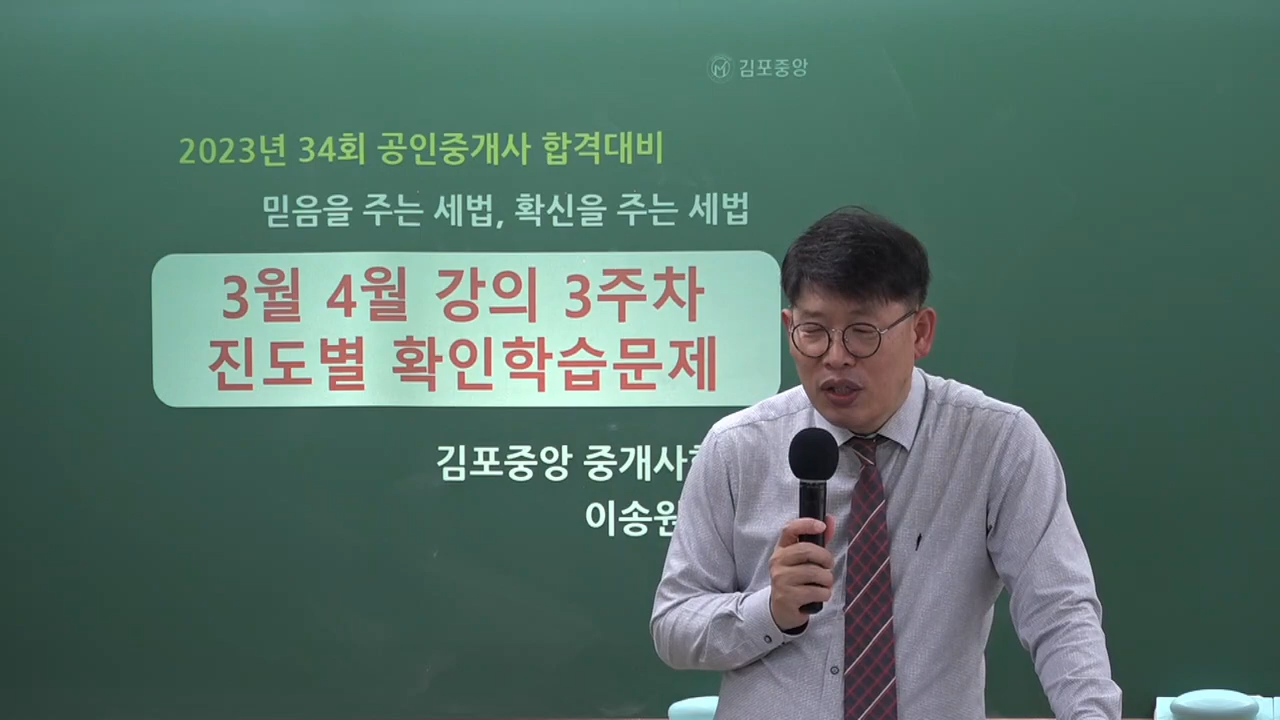 김포중앙
2023년 34회 공인중개사 합격대비
믿음을 주는 세법, 확신을 주는 세법
3월 4월 강의 3주차
진도별 확인학습문제
김포중앙
이송원